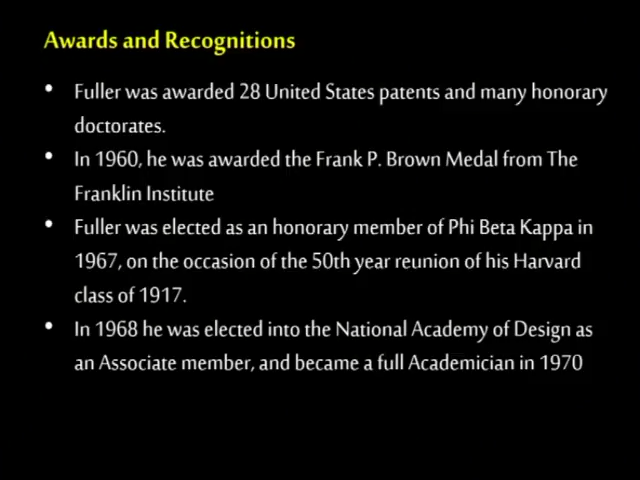 Awards and Recognitions
• Fuller was awarded 28 United States patents and many honorary
doctorates.
• In 1960, he was awarded the Frank P. Brown Medal from The
Franklin Institute
• Fuller was elected as an honorary member of Phi Beta Kappa in
1967, on the occasion of the 50th year reunion of his Harvard
class of 1917.
• In 1968 he was elected into the National Academy of Design as
an Associate member, and became a full Academician in 1970